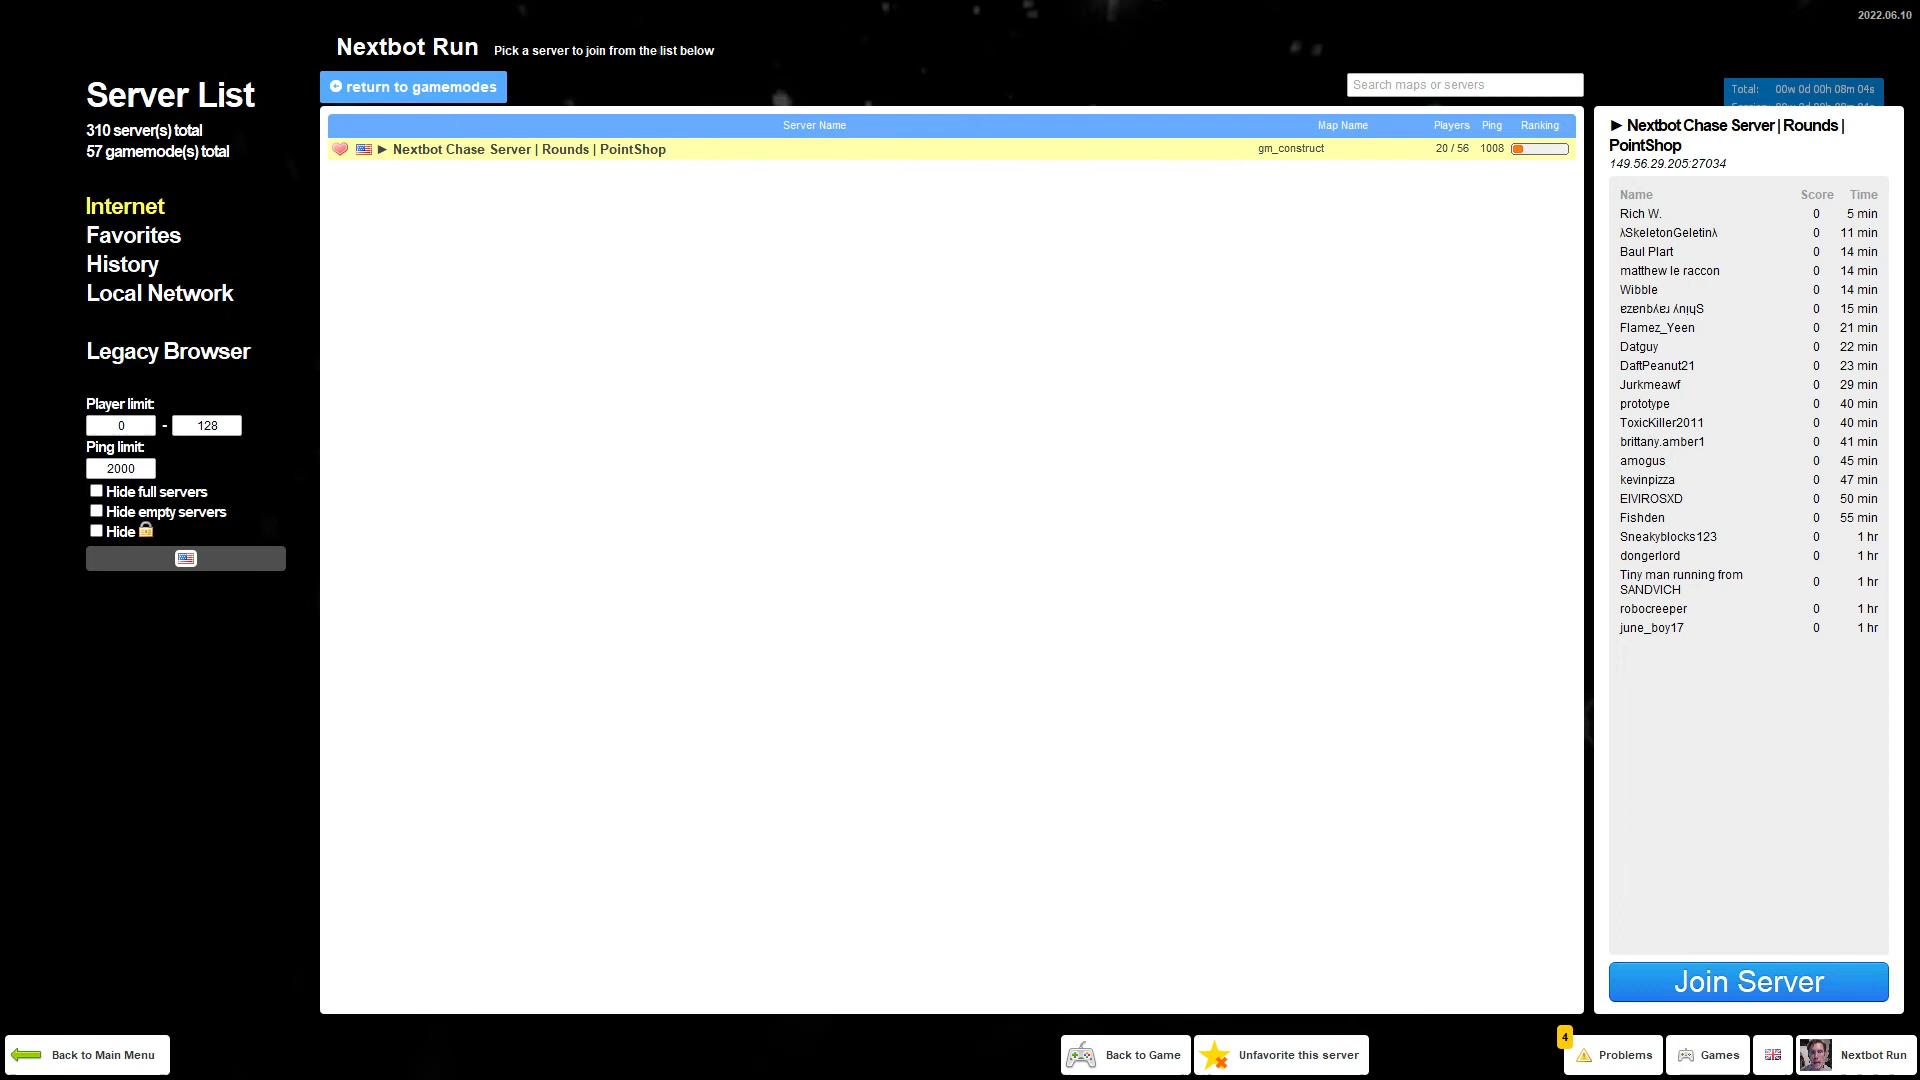 2022.06.10
Nextbot Run Pick a server to join from the list below
return to gamemodes
Search maps or servers
Total: 00w 0d 00h 08m 04s
Server List
310 server(s) total
57 gamemode(s) total
Internet
Favorites
History
Local Network
Legacy Browser
Player limit:
0 - 128
Ping limit:
2000
Hide full servers
Hide empty servers
Hide
Server Name Map Name Players Ping Ranking
► Nextbot Chase Server | Rounds | PointShop gm_construct 20 / 56 1008
► Nextbot Chase Server | Rounds |
PointShop
149.56.29.205:27034
Name Score Time
Rich W. 0 5 min
λSkeletonGeletinλ 0 11 min
Baul Plart 0 14 min
matthew le raccon 0 14 min
Wibble 0 14 min
ɐzɐnbʎɐɹ ʎnıɥS 0 15 min
Flamez_Yeen 0 21 min
Datguy 0 22 min
DaftPeanut21 0 23 min
Jurkmeawf 0 29 min
prototype 0 40 min
ToxicKiller2011 0 40 min
brittany.amber1 0 41 min
amogus 0 45 min
kevinpizza 0 47 min
EIVIROSXD 0 50 min
Fishden 0 55 min
Sneakyblocks123 0 1 hr
dongerlord 0 1 hr
Tiny man running from
SANDVICH 0 1 hr
robocreeper 0 1 hr
june_boy17 0 1 hr
Join Server
Back to Main Menu
Back to Game
Unfavorite this server
4
Problems
Games
Nextbot Run